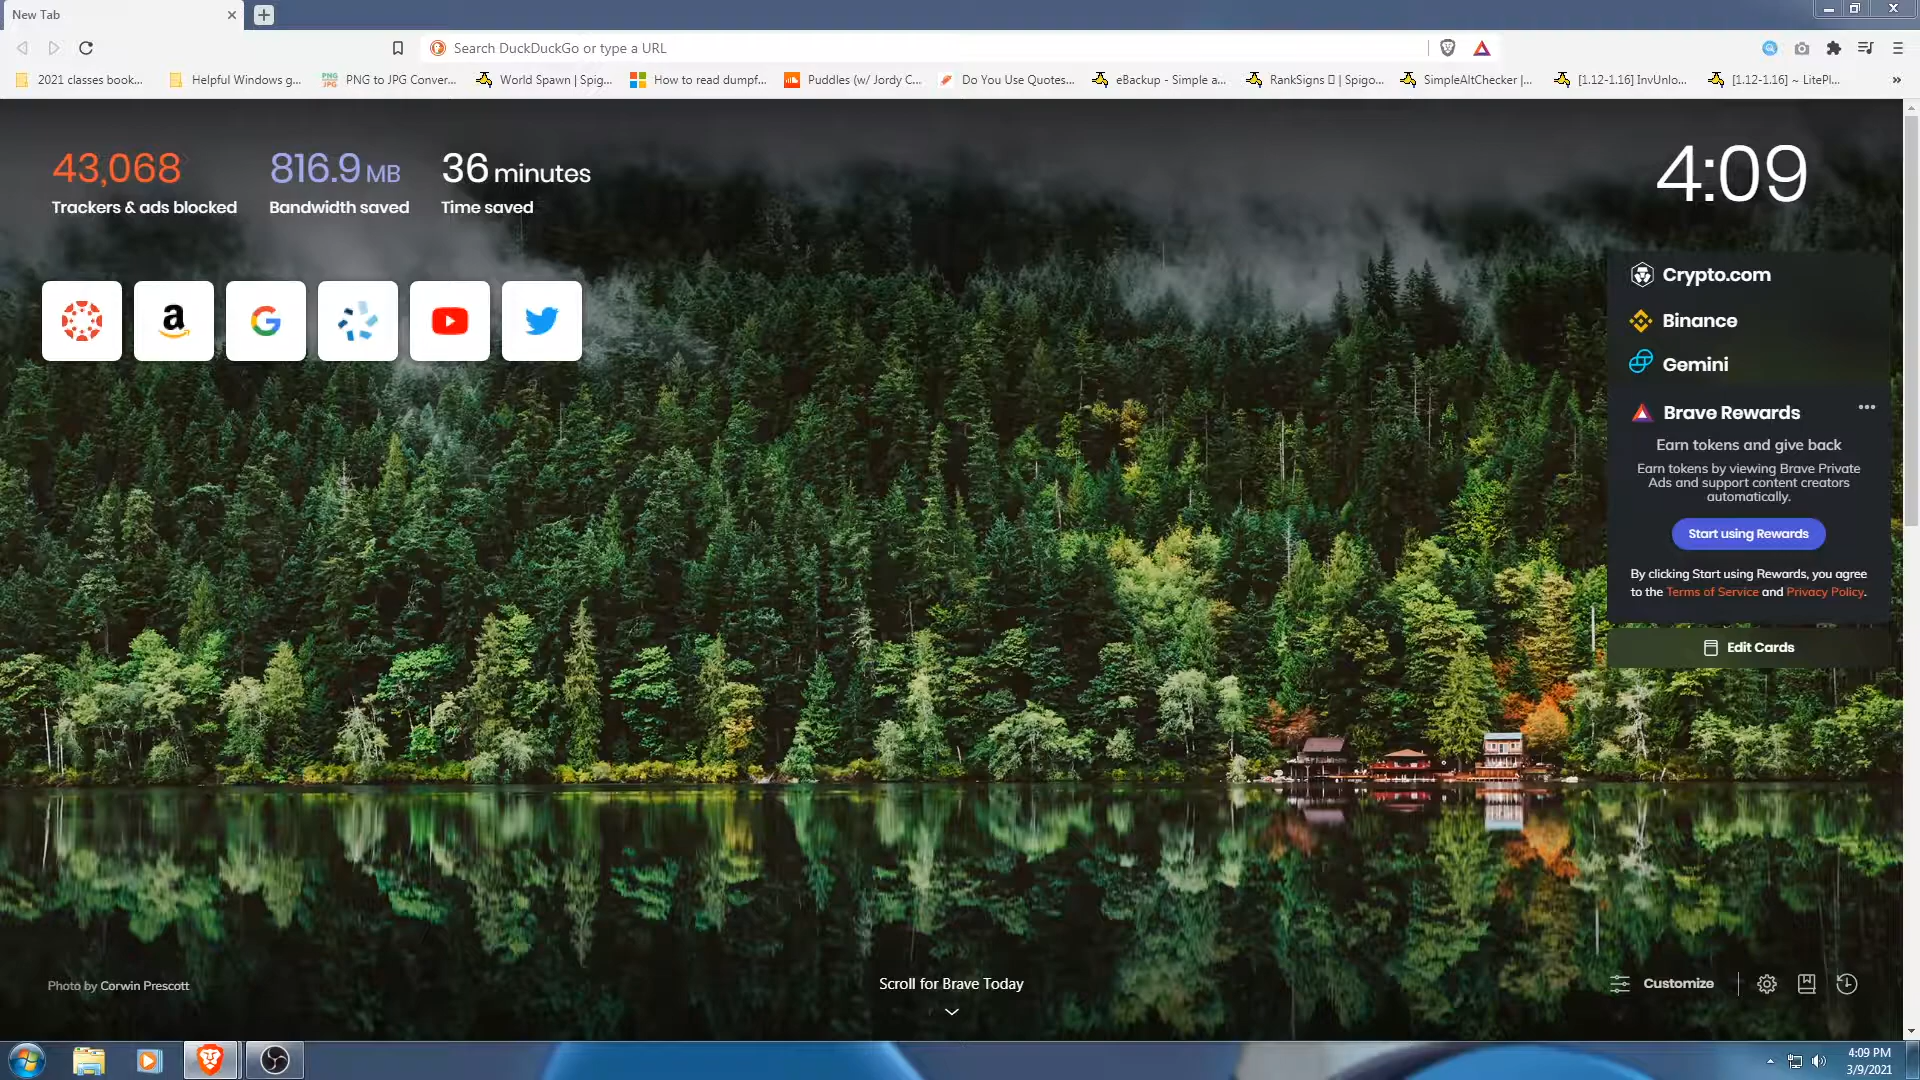 New Tab
Search DuckDuckGo or type a URL
2021 classes book...
Helpful Windows g...
PNG to JPG Conver...
World Spawn | Spig...
How to read dumpf...
Puddles (w/ Jordy C...
Do You Use Quotes...
eBackup - Simple a...
RankSigns ▯ | Spigo...
SimpleAltChecker |...
[1.12-1.16] InvUnlo...
[1.12-1.16] ~ LitePl...
»
43,068
Trackers & ads blocked
816.9 MB
Bandwidth saved
36 minutes
Time saved
4:09
a
G
Crypto.com
Binance
Gemini
Brave Rewards
Earn tokens and give back
Earn tokens by viewing Brave Private
Ads and support content creators
automatically.
Start using Rewards
By clicking Start using Rewards, you agree
to the Terms of Service and Privacy Policy.
Edit Cards
Photo by Corwin Prescott
Scroll for Brave Today
Customize
4:09 PM
3/9/2021